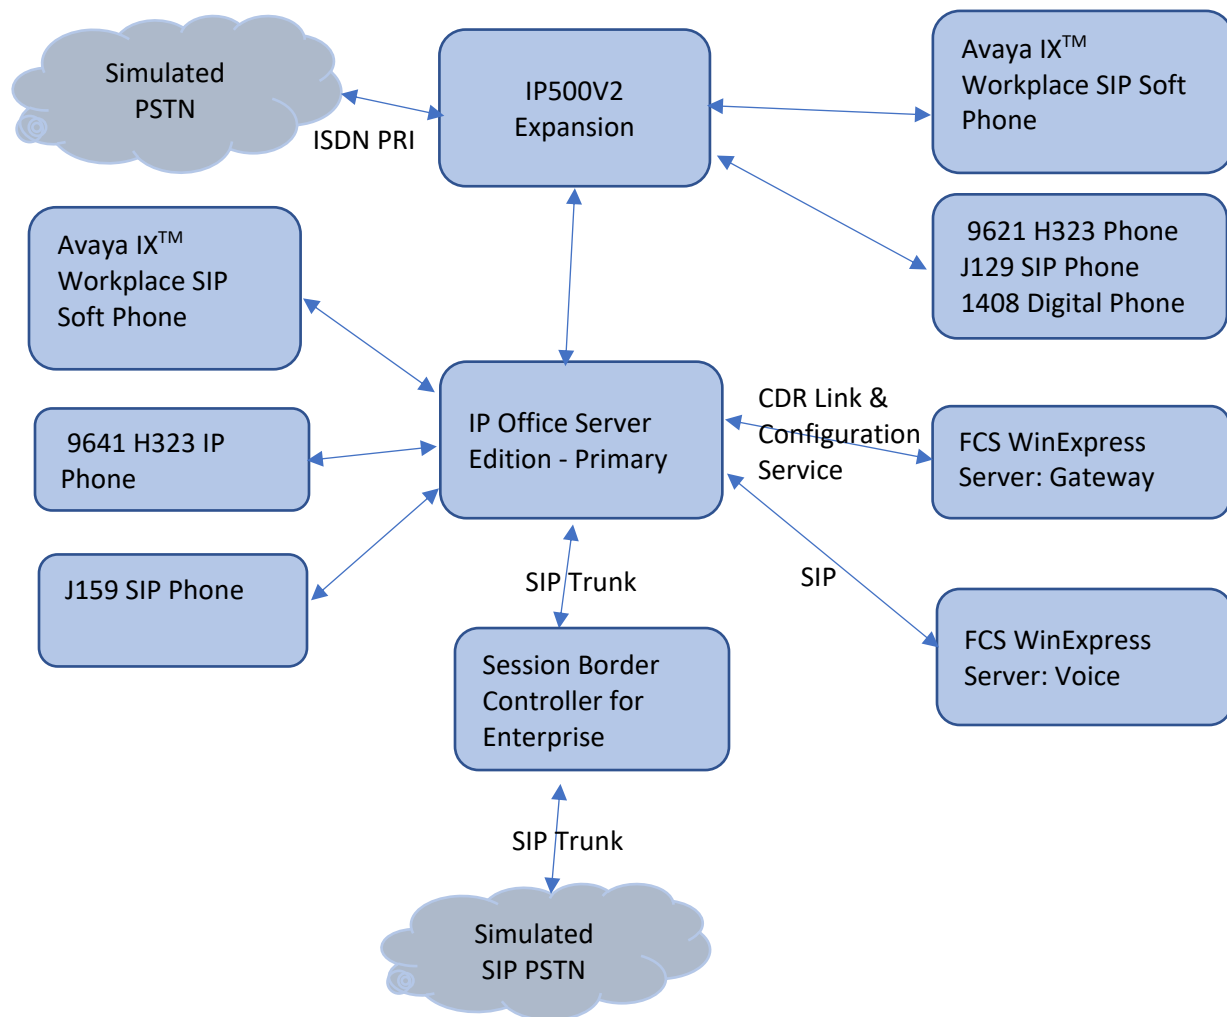 Simulated
PSTN
ISDN PRI
IP500V2
Expansion
Avaya IX™
Workplace SIP Soft
Phone
9621 H323 Phone
J129 SIP Phone
1408 Digital Phone
Avaya IX™
Workplace SIP
Soft Phone
9641 H323 IP
Phone
J159 SIP Phone
IP Office Server
Edition - Primary
CDR Link &
Configuration
Service
FCS WinExpress
Server: Gateway
SIP
FCS WinExpress
Server: Voice
SIP Trunk
Session Border
Controller for
Enterprise
SIP Trunk
Simulated
SIP PSTN